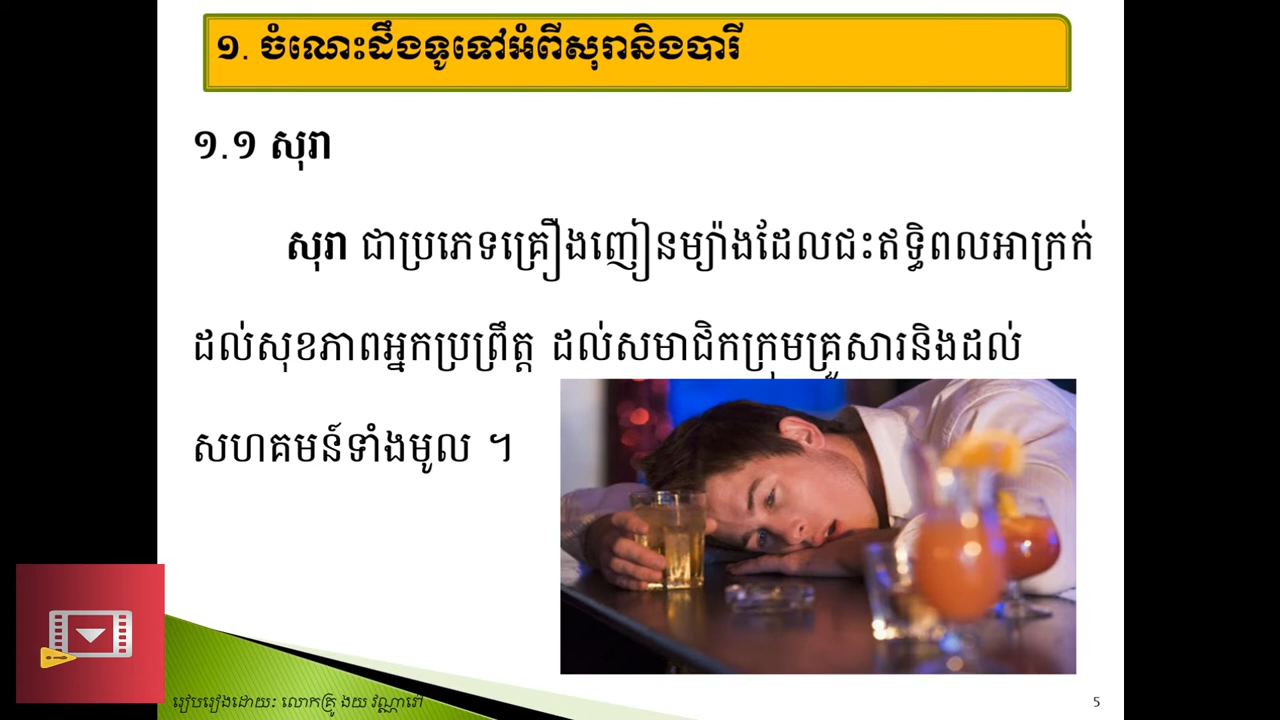 ១. ចំណេះដឹងទូទៅអំពីសុរានិងបារី
១.១ សុរា
សុរា ជាប្រភេទគ្រឿងញៀនម្យ៉ាងដែលជះឥទ្ធិពលអាក្រក់
ដល់សុខភាពអ្នកប្រព្រឹត្ត ដល់សមាជិកក្រុមគ្រួសារនិងដល់
សហគមន៍ទាំងមូល ។
រៀបរៀងដោយៈ លោកគ្រូ ងយ វណ្ណារៅ
5